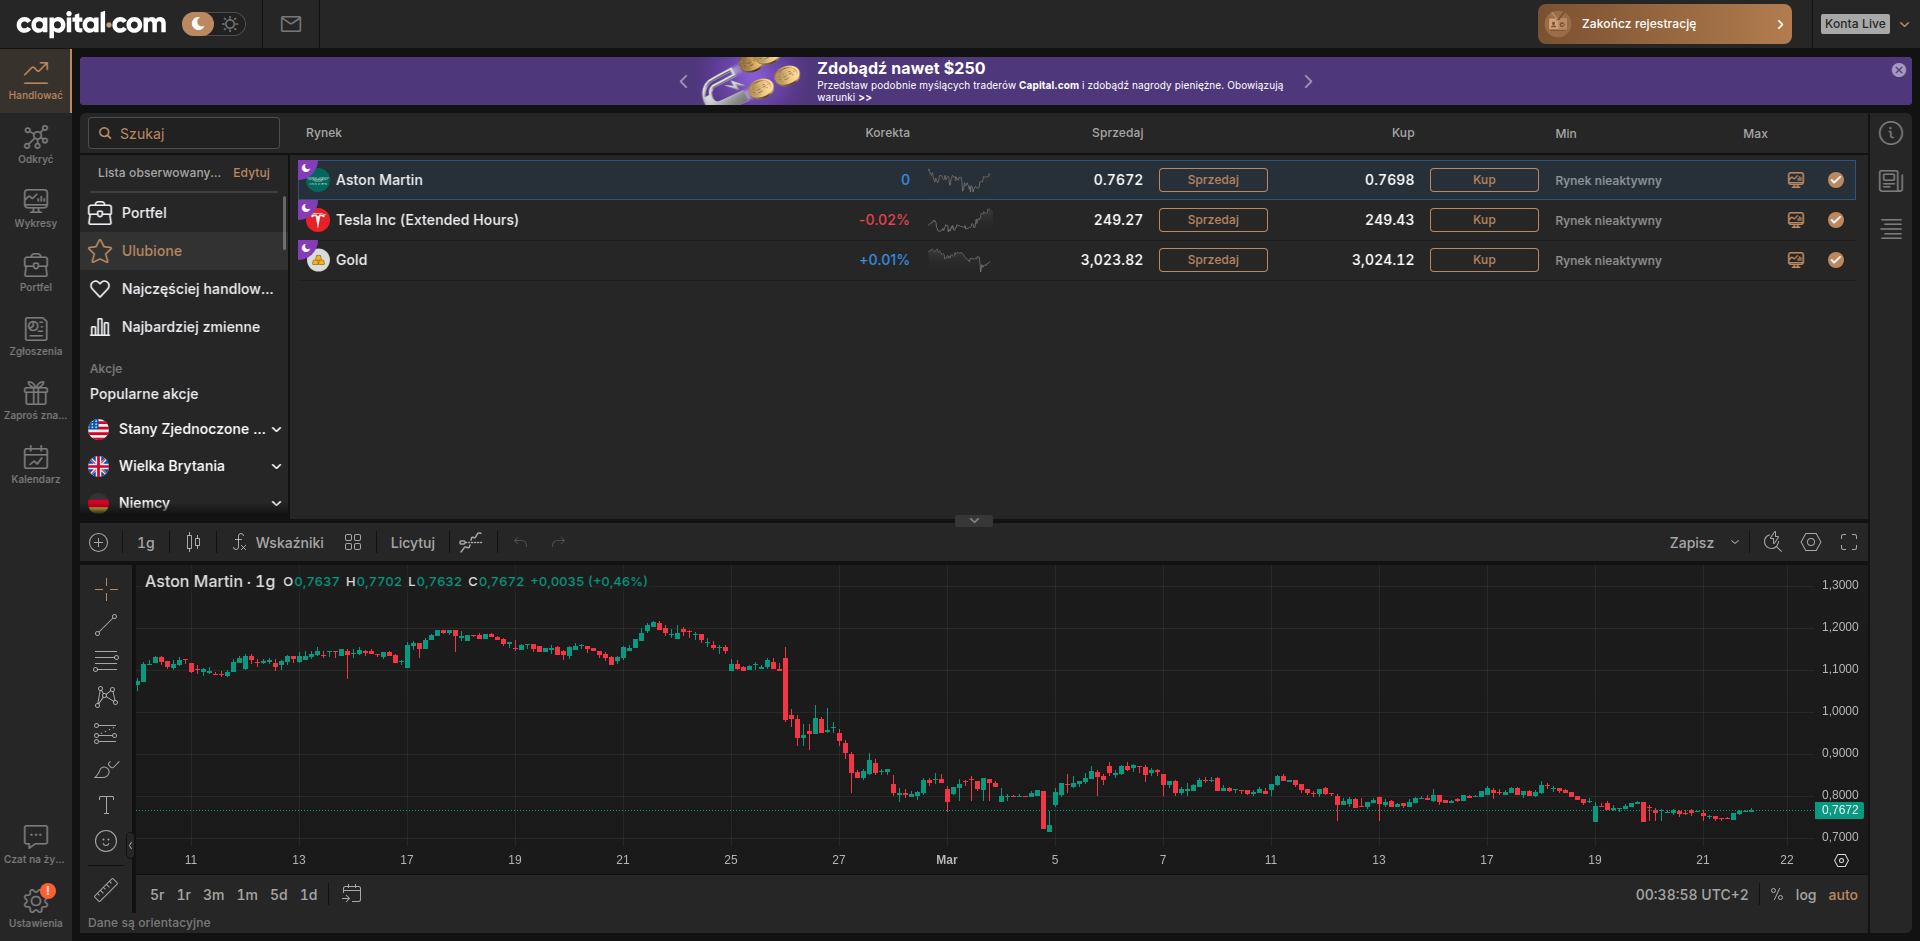 capital.com
Zakończ rejestrację
Konta Live
Zdobądź nawet $250
Przedstaw podobnie myślących traderów Capital.com i zdobądź nagrody pieniężne. Obowiązują
warunki >>
Handlować
Odkryć
Wykresy
Portfel
Zgłoszenia
Zaproś zna...
Kalendarz
Czat na ży...
!
Ustawienia
Szukaj
Lista obserwowany... Edytuj
Portfel
Ulubione
Najczęściej handlow...
Najbardziej zmienne
Akcje
Popularne akcje
Stany Zjednoczone ...
Wielka Brytania
Niemcy
Rynek Korekta Sprzedaj Kup Min Max
Aston Martin 0 0.7672 Sprzedaj 0.7698 Kup Rynek nieaktywny
Tesla Inc (Extended Hours) -0.02% 249.27 Sprzedaj 249.43 Kup Rynek nieaktywny
Gold +0.01% 3,023.82 Sprzedaj 3,024.12 Kup Rynek nieaktywny
1g Wskaźniki Licytuj Zapisz
Aston Martin · 1g O0,7637 H0,7702 L0,7632 C0,7672 +0,0035 (+0,46%)
1,3000
1,2000
1,1000
1,0000
0,9000
0,8000
0,7672
0,7000
11 13 17 19 21 25 27 Mar 5 7 11 13 17 19 21 22
5r 1r 3m 1m 5d 1d 00:38:58 UTC+2 % log auto
Dane są orientacyjne